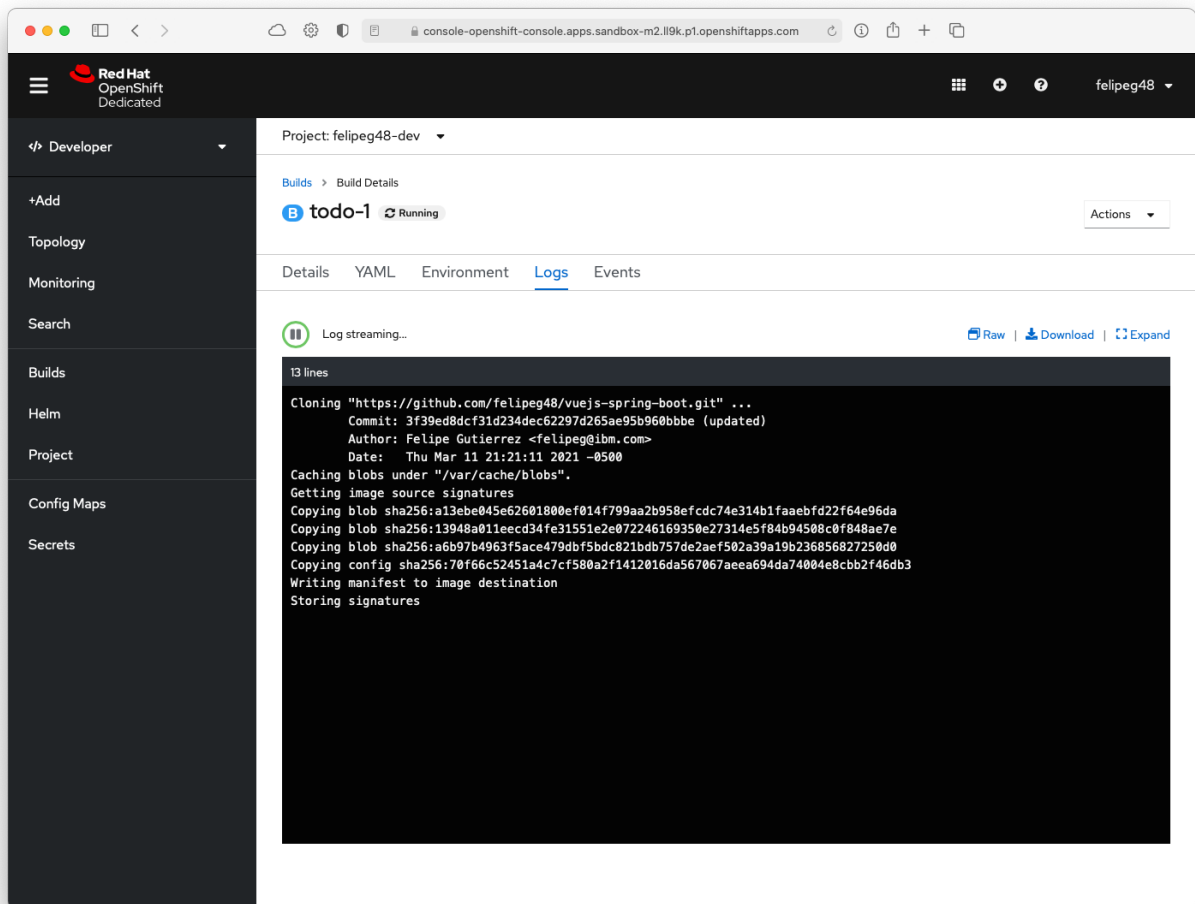 console-openshift-console.apps.sandbox-m2.ll9k.p1.openshiftapps.com
Red Hat
OpenShift
Dedicated
felipeg48
Developer
+Add
Topology
Monitoring
Search
Builds
Helm
Project
Config Maps
Secrets
Project: felipeg48-dev
Builds > Build Details
B todo-1 Running
Actions
Details YAML Environment Logs Events
Log streaming...
Raw | Download | Expand
13 lines
Cloning "https://github.com/felipeg48/vuejs-spring-boot.git" ...
Commit: 3f39ed8dcf31d234dec62297d265ae95b960bbbe (updated)
Author: Felipe Gutierrez <felipeg@ibm.com>
Date: Thu Mar 11 21:21:11 2021 -0500
Caching blobs under "/var/cache/blobs".
Getting image source signatures
Copying blob sha256:a13ebe045e62601800ef014f799aa2b958efcdc74e314b1faaebfd22f64e96da
Copying blob sha256:13948a011eecd34fe31551e2e072246169350e27314e5f84b94508c0f848ae7e
Copying blob sha256:a6b97b4963f5ace479dbf5bdc821bdb757de2aef502a39a19b236856827250d0
Copying config sha256:70f66c52451a4c7cf580a2f1412016da567067aeea694da74004e8cbb2f46db3
Writing manifest to image destination
Storing signatures